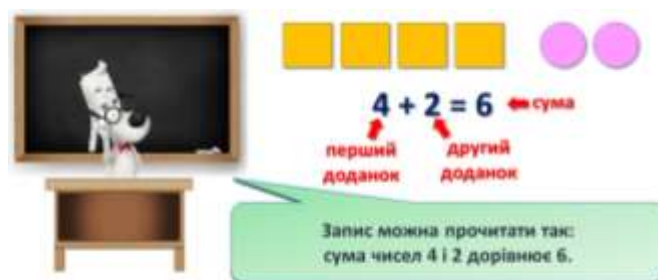 4 + 2 = 6 сума
перший доданок
другий доданок
Запис можна прочитати так:
сума чисел 4 і 2 дорівнює 6.